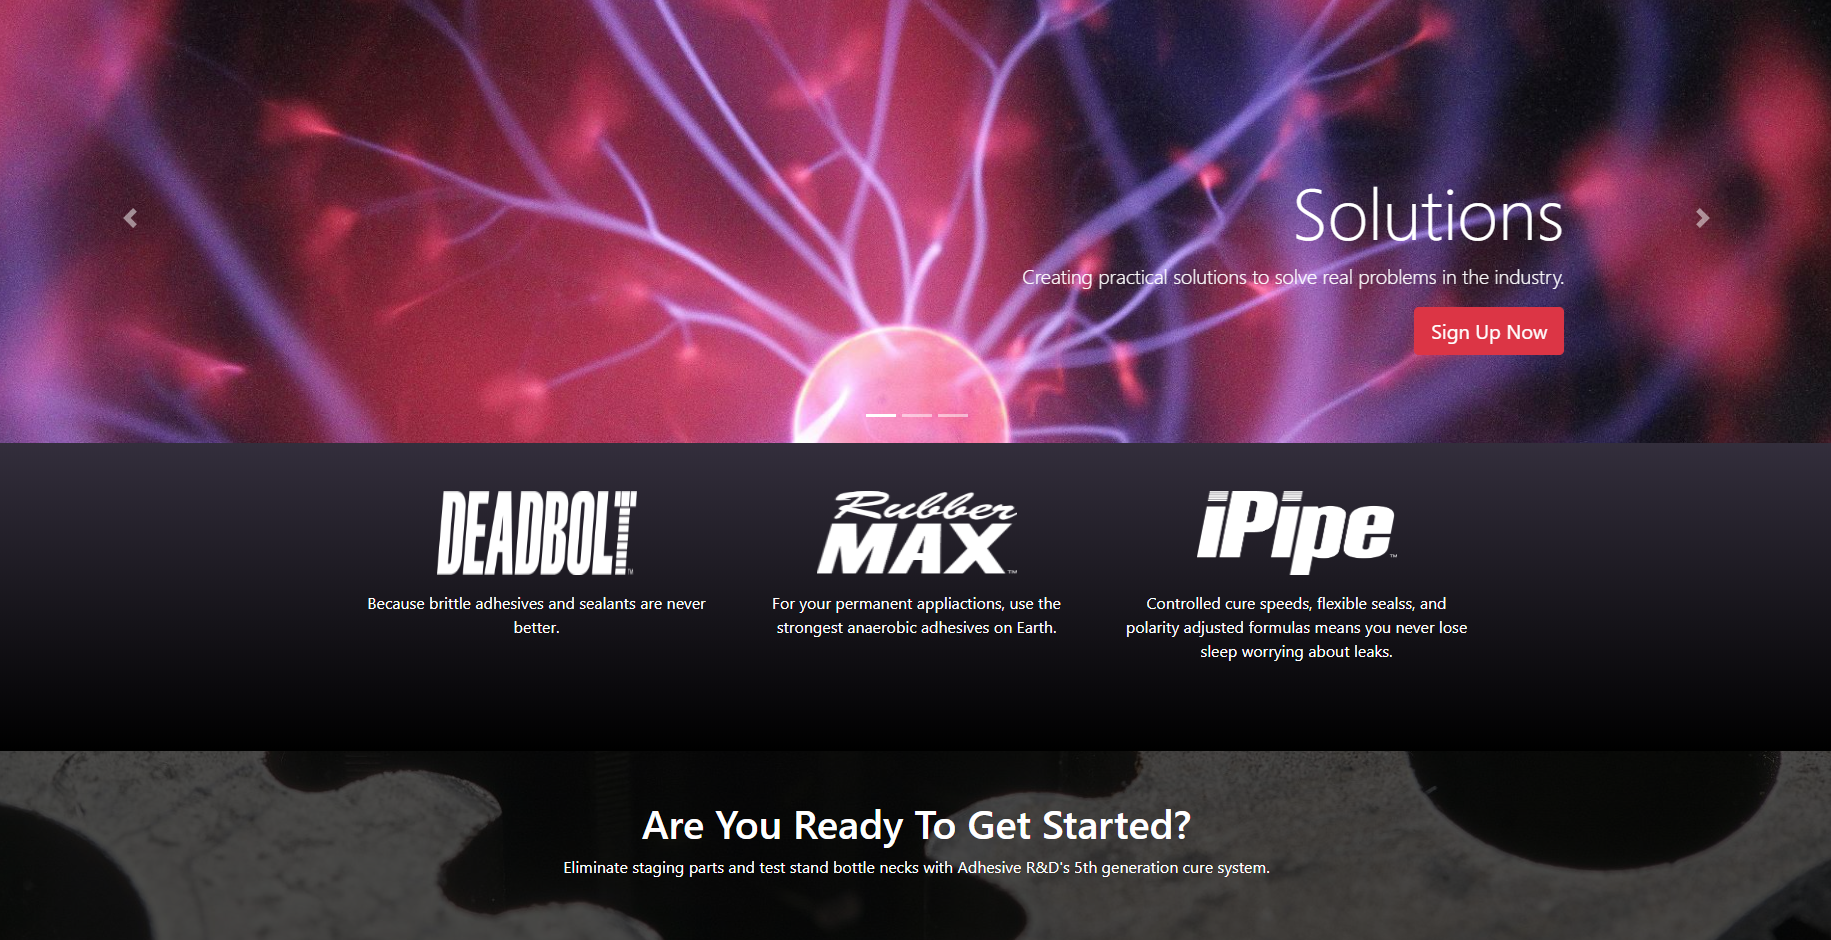 Solutions
Creating practical solutions to solve real problems in the industry.
Sign Up Now
DEADBOLT™
Rubber
MAX™
iPipe™
Because brittle adhesives and sealants are never
better.
For your permanent appliactions, use the
strongest anaerobic adhesives on Earth.
Controlled cure speeds, flexible sealss, and
polarity adjusted formulas means you never lose
sleep worrying about leaks.
Are You Ready To Get Started?
Eliminate staging parts and test stand bottle necks with Adhesive R&D's 5th generation cure system.